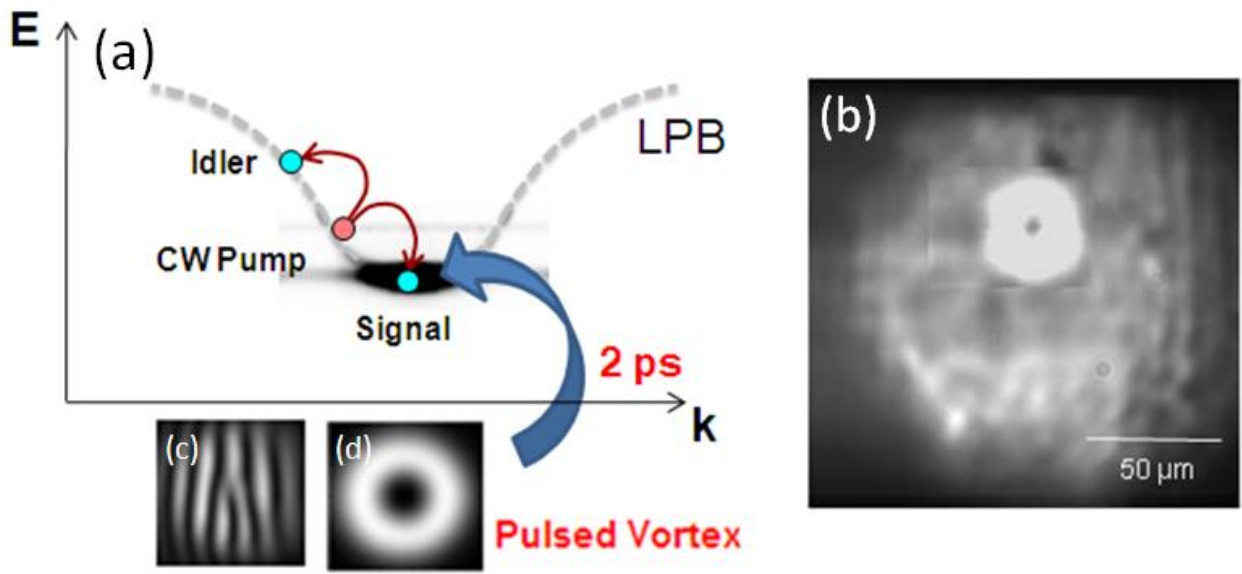 E
(a)
LPB
Idler
CW Pump
Signal
2 ps
k
(c)
(d)
Pulsed Vortex
(b)
50 µm